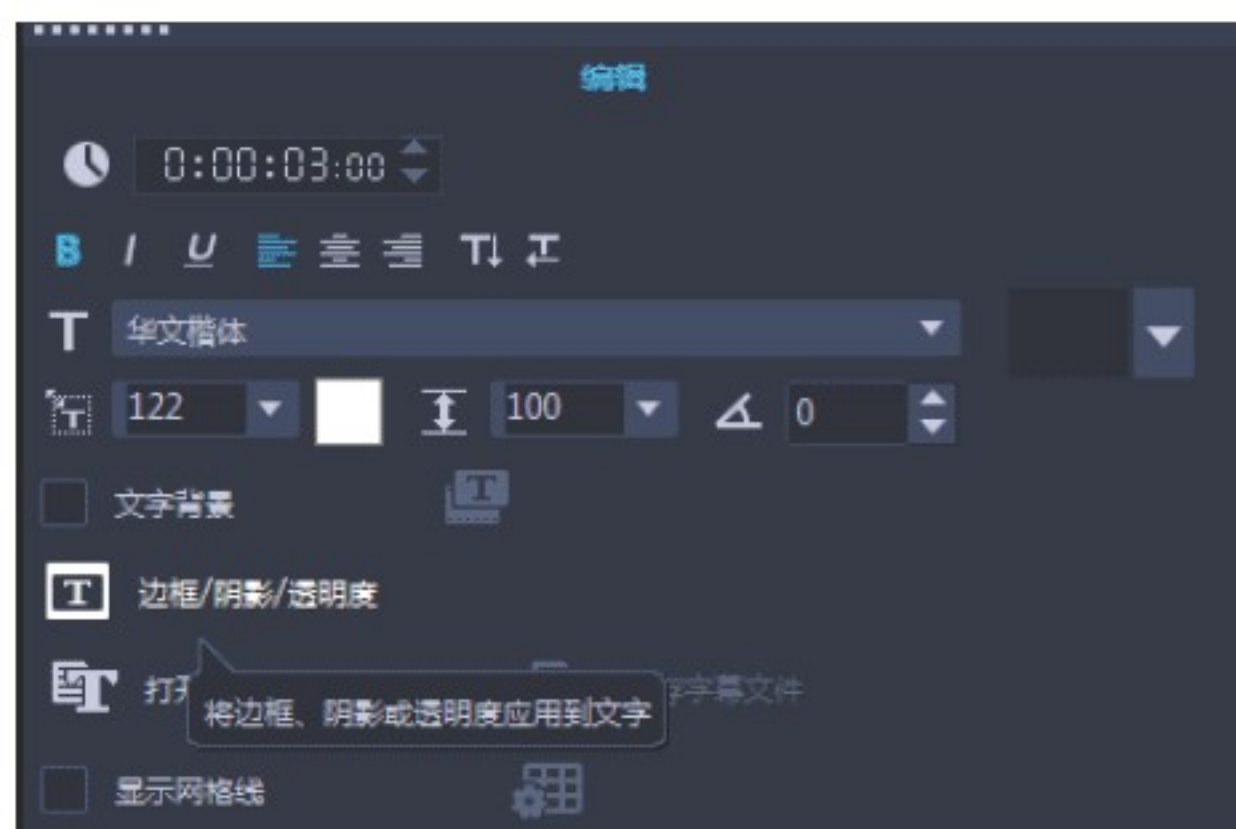 编辑
0:00:03:00
B I U
T 华文楷体
122 100 0
文字背景
T 边框/阴影/透明度
打开
字幕文件
将边框、阴影或透明度应用到文字
显示网格线